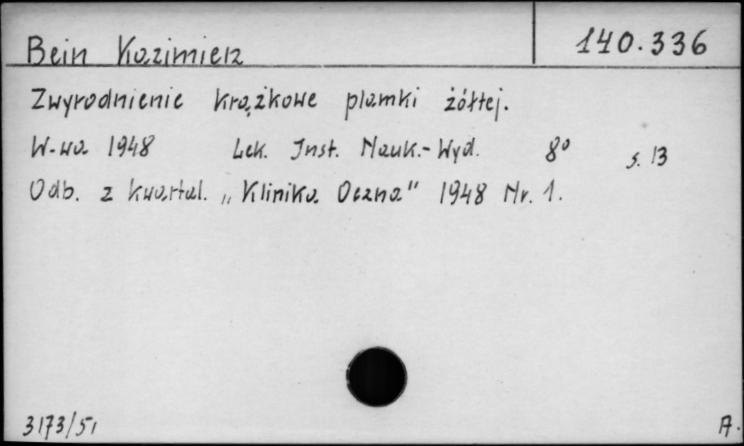 Bein Kazimierz 140.336
Zwyrodnienie krążkowe plamki żółtej.
W-wa 1948 Lek. Inst. Nauk.-Wyd. 8° s. 13
Odb. z kwartal. „Klinika Oczna" 1948 Nr. 1.
3173/51 A.